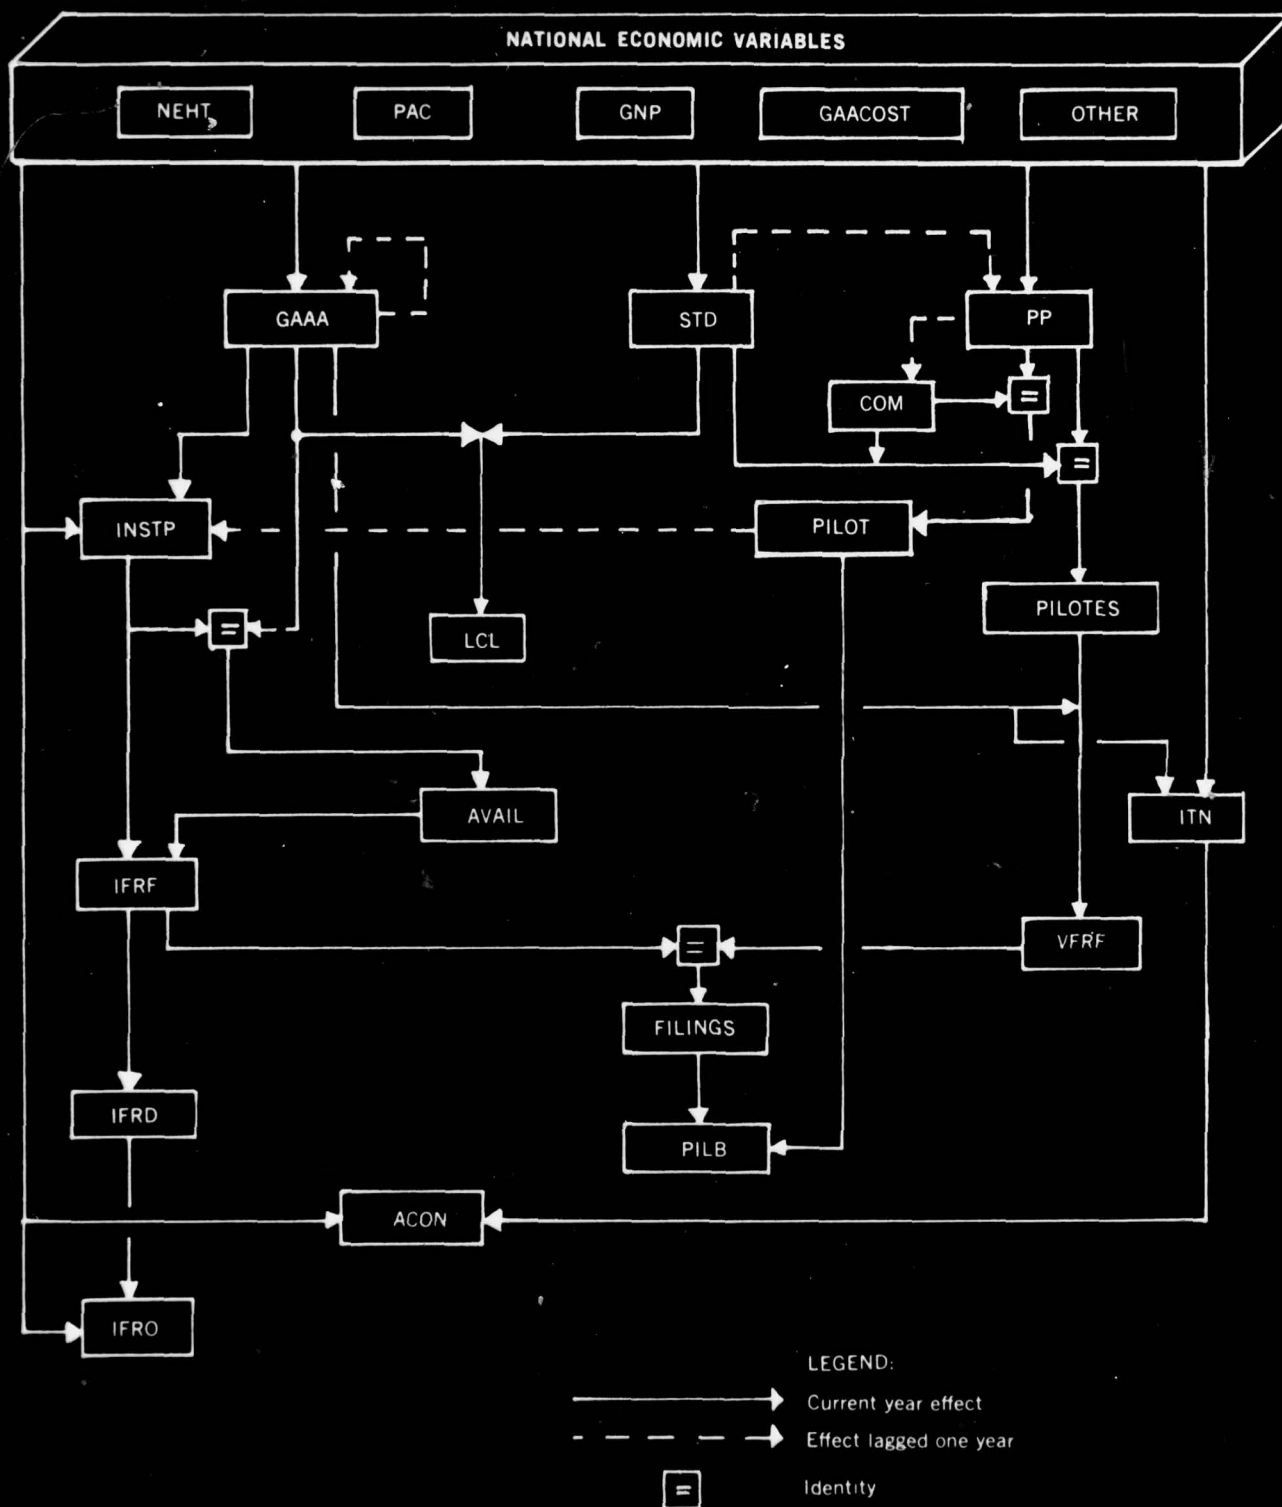 NATIONAL ECONOMIC VARIABLES
NEHT
PAC
GNP
GAACOST
OTHER
GAAA
STD
PP
COM
=
=
INSTP
PILOT
PILOTES
=
LCL
AVAIL
ITN
IFRF
=
VFRF
FILINGS
IFRD
PILB
ACON
IFRO
LEGEND:
Current year effect
Effect lagged one year
=
Identity